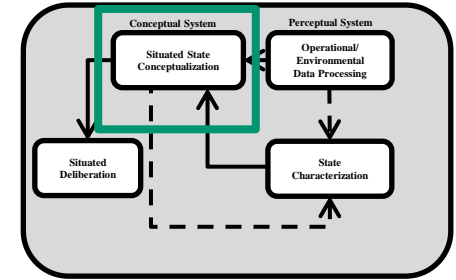 Conceptual System
Perceptual System
Situated State
Conceptualization
Operational/
Environmental
Data Processing
Situated
Deliberation
State
Characterization